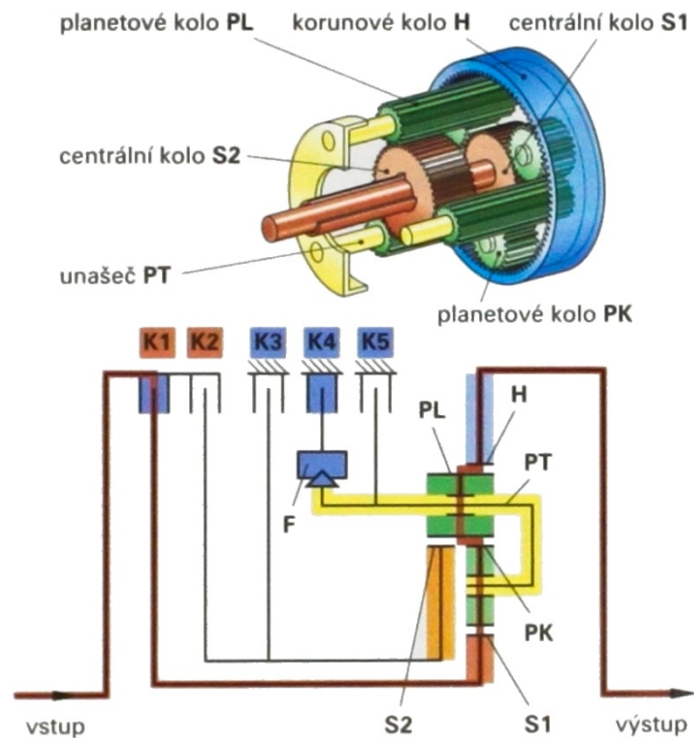 planetové kolo PL
korunové kolo H
centrální kolo S1
centrální kolo S2
unašeč PT
planetové kolo PK
K1 K2 K3 K4 K5
H
PL
PT
F
PK
vstup
S2
S1
výstup